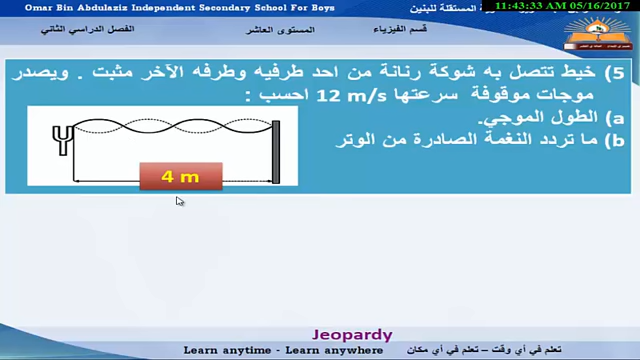 Omar Bin Abdulaziz Independent Secondary School For Boys
11:43:33 AM 05/16/2017
المستقلة للبنين
قسم الفيزياء
المستوى العاشر
الفصل الدراسي الثاني
5) خيط تتصل به شوكة رنانة من احد طرفيه وطرفه الآخر مثبت . ويصدر
موجات موقوفة سرعتها 12 m/s احسب :
a) الطول الموجي.
b) ما تردد النغمة الصادرة من الوتر
4 m
Jeopardy
Learn anytime - Learn anywhere
تعلم في أي وقت – تعلم في أي مكان